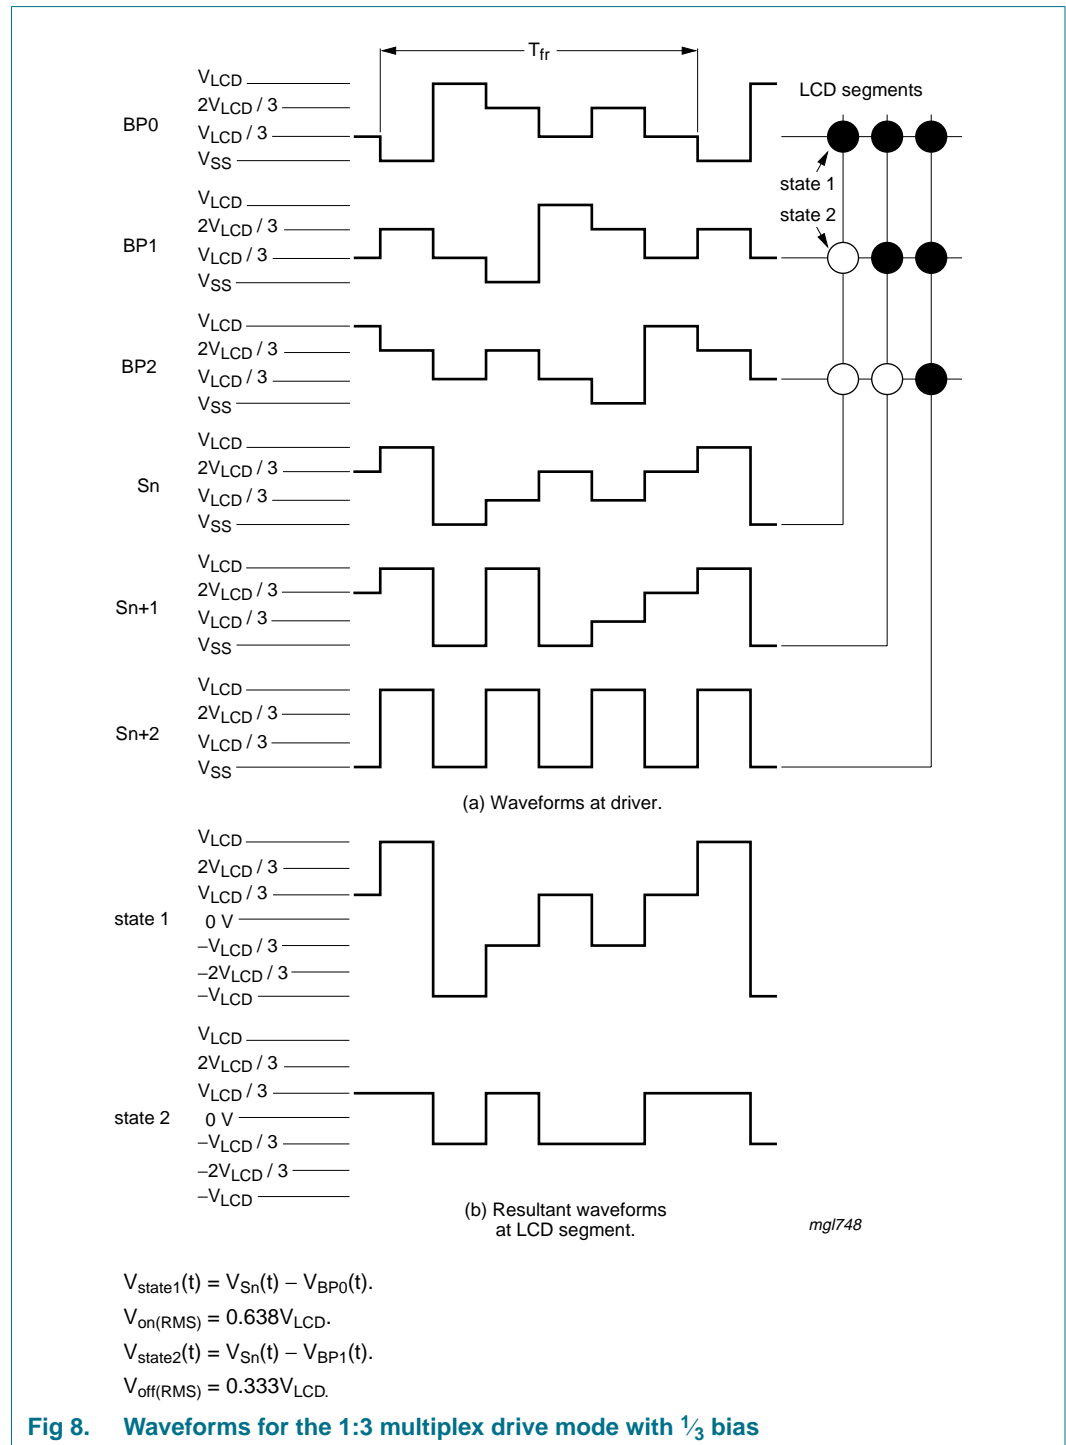 Tfr
LCD segments
BP0
VLCD
2VLCD / 3
VLCD / 3
VSS
state 1
state 2
BP1
VLCD
2VLCD / 3
VLCD / 3
VSS
BP2
VLCD
2VLCD / 3
VLCD / 3
VSS
Sn
VLCD
2VLCD / 3
VLCD / 3
VSS
Sn+1
VLCD
2VLCD / 3
VLCD / 3
VSS
Sn+2
VLCD
2VLCD / 3
VLCD / 3
VSS
(a) Waveforms at driver.
state 1
VLCD
2VLCD / 3
VLCD / 3
0 V
−VLCD / 3
−2VLCD / 3
−VLCD
state 2
VLCD
2VLCD / 3
VLCD / 3
0 V
−VLCD / 3
−2VLCD / 3
−VLCD
(b) Resultant waveforms
at LCD segment.
mgl748
Vstate1(t) = VSn(t) − VBP0(t).
Von(RMS) = 0.638VLCD.
Vstate2(t) = VSn(t) − VBP1(t).
Voff(RMS) = 0.333VLCD.
Fig 8. Waveforms for the 1:3 multiplex drive mode with 1⁄3 bias